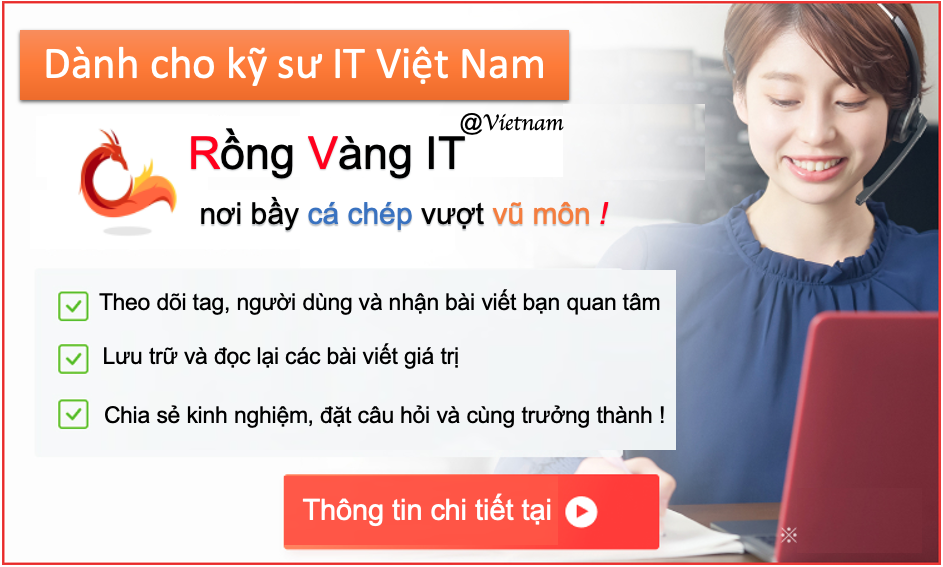 Dành cho kỹ sư IT Việt Nam
@Vietnam
Rồng Vàng IT
nơi bầy cá chép vượt vũ môn !
Theo dõi tag, người dùng và nhận bài viết bạn quan tâm
Lưu trữ và đọc lại các bài viết giá trị
Chia sẻ kinh nghiệm, đặt câu hỏi và cùng trưởng thành !
Thông tin chi tiết tại
※